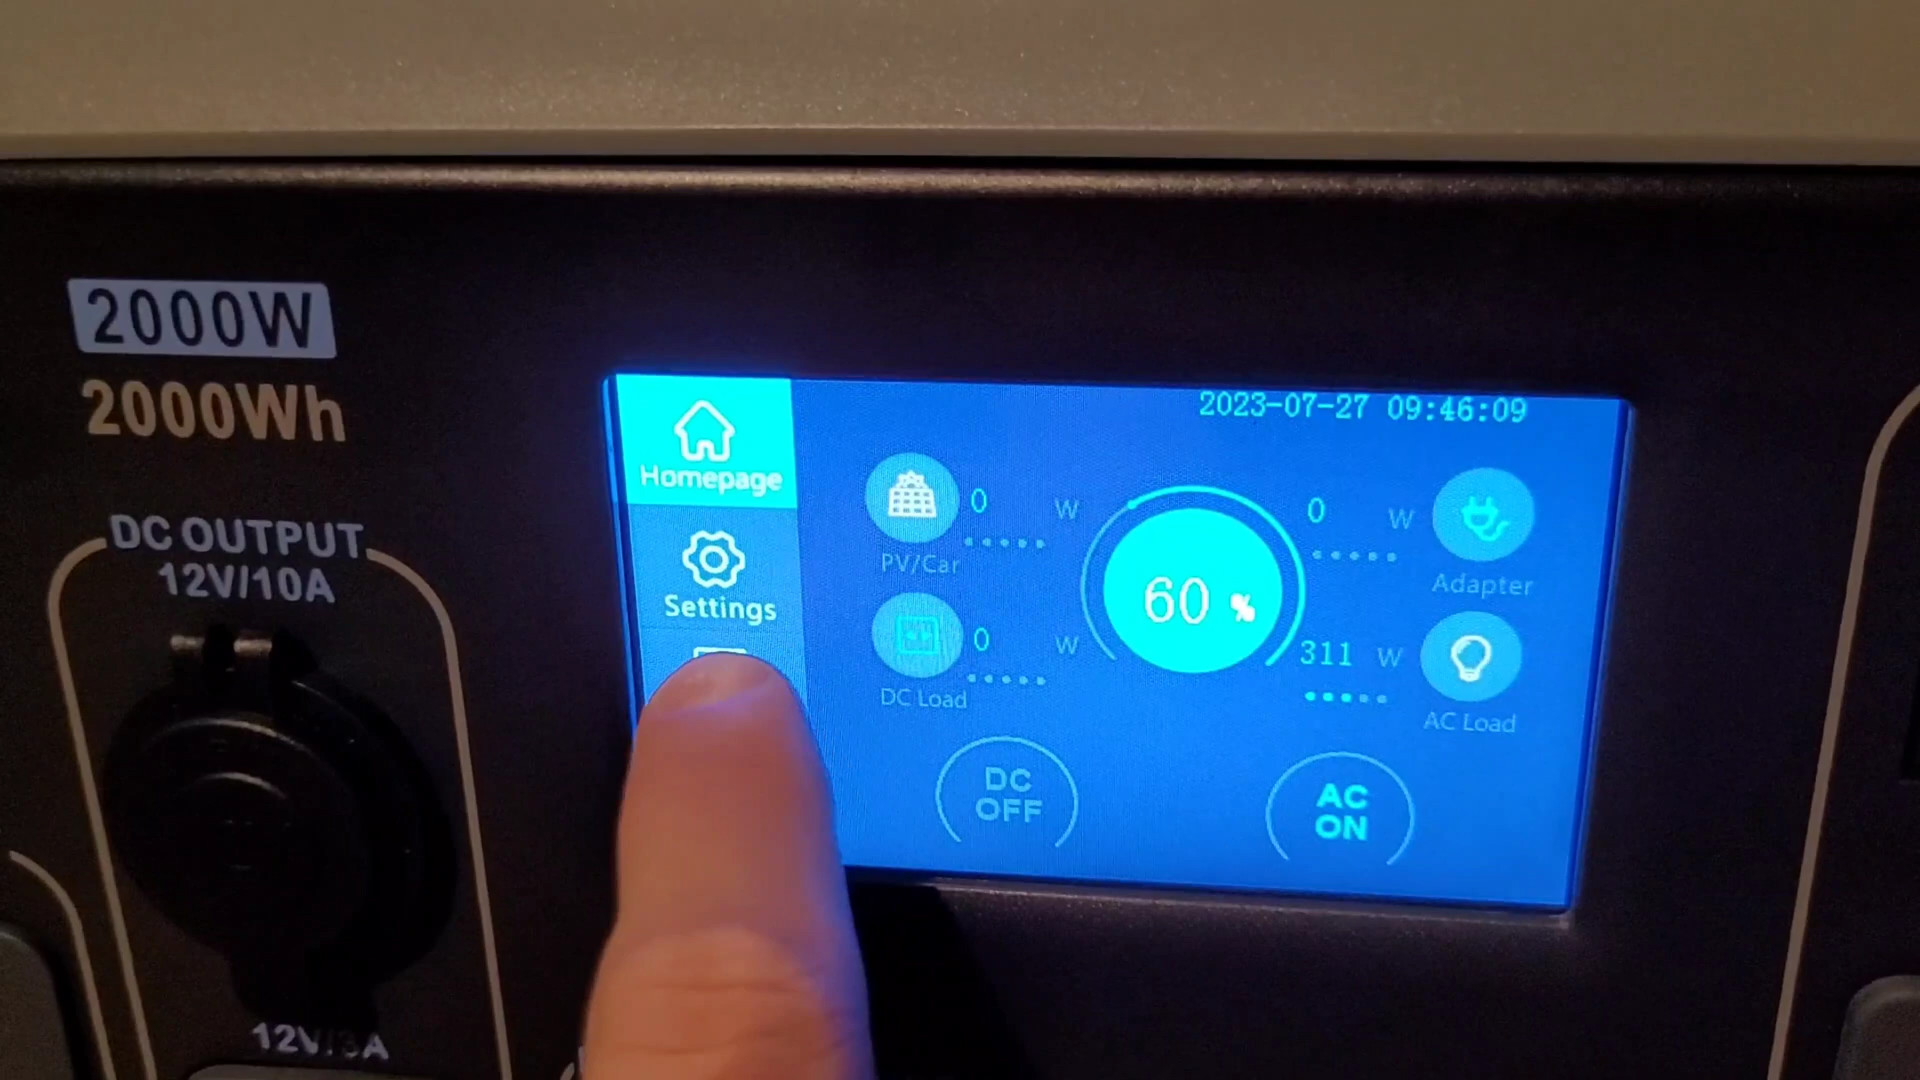 2000W
2000Wh
DC OUTPUT
12V/10A
Homepage
Settings
2023-07-27 09:46:09
0 W
PV/Car
0 W
DC Load
60 %
0 W
Adapter
311 W
AC Load
DC
OFF
AC
ON